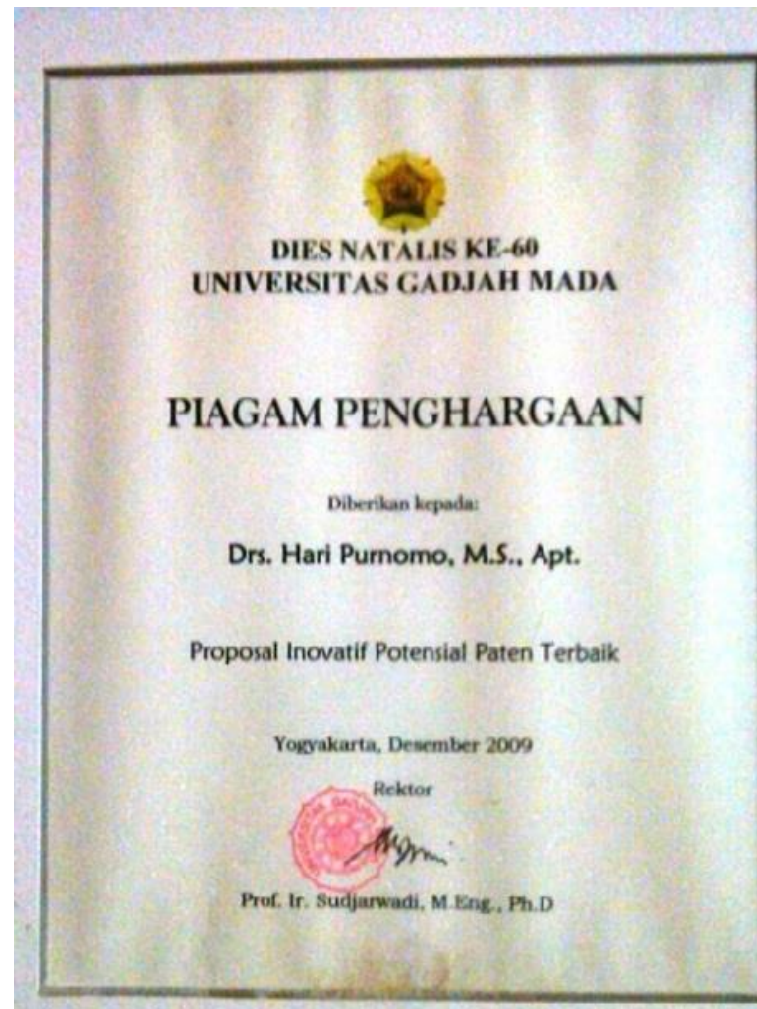 DIES NATALIS KE-60
UNIVERSITAS GADJAH MADA
PIAGAM PENGHARGAAN
Diberikan kepada:
Drs. Hari Purnomo, M.S., Apt.
Proposal Inovatif Potensial Paten Terbaik
Yogyakarta, Desember 2009
Rektor
Prof. Ir. Sudjarwadi, M.Eng., Ph.D